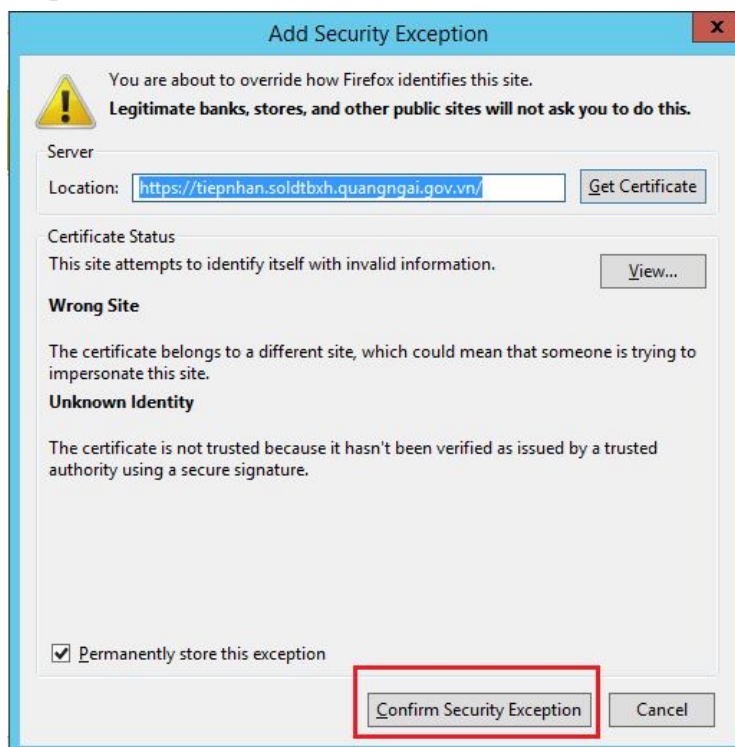 Add Security Exception
x
You are about to override how Firefox identifies this site.
Legitimate banks, stores, and other public sites will not ask you to do this.
Server
Location: https://tiepnhan.soldtbxh.quangngai.gov.vn/ Get Certificate
Certificate Status
This site attempts to identify itself with invalid information. View...
Wrong Site
The certificate belongs to a different site, which could mean that someone is trying to
impersonate this site.
Unknown Identity
The certificate is not trusted because it hasn't been verified as issued by a trusted
authority using a secure signature.
Permanently store this exception
Confirm Security Exception Cancel